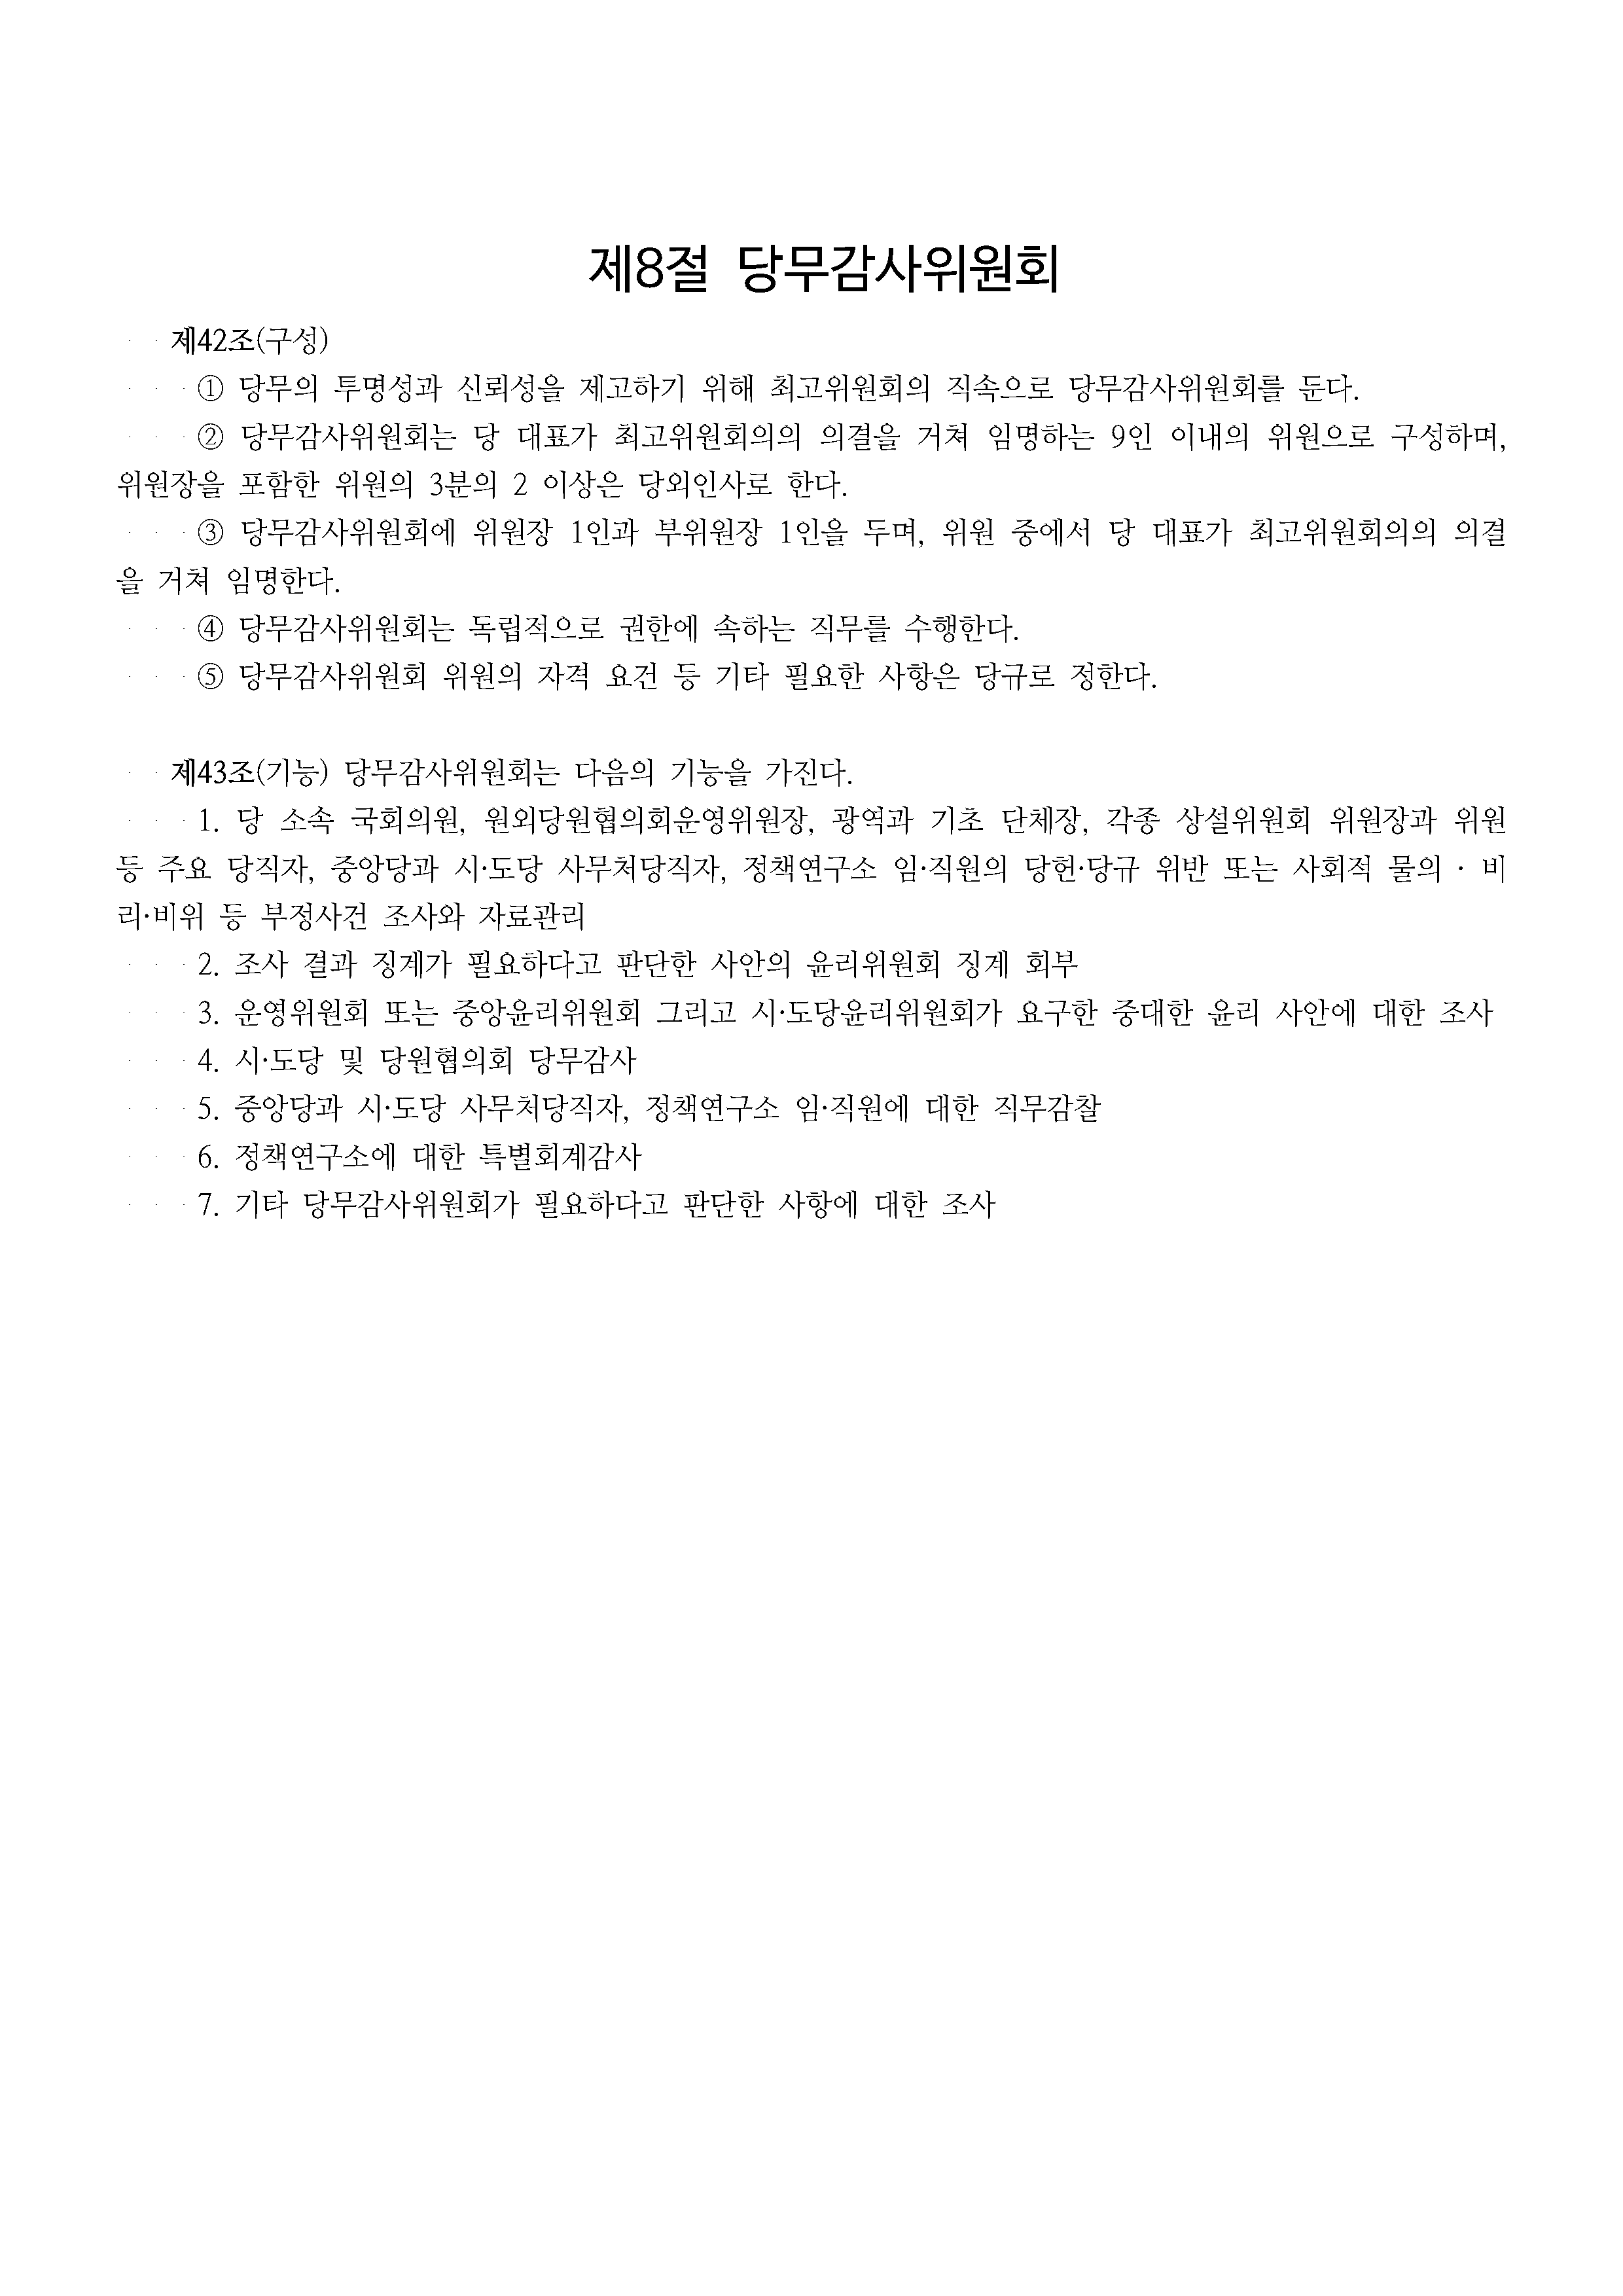 제8절 당무감사위원회
제42조(구성)
① 당무의 투명성과 신뢰성을 제고하기 위해 최고위원회의 직속으로 당무감사위원회를 둔다.
② 당무감사위원회는 당 대표가 최고위원회의의 의결을 거쳐 임명하는 9인 이내의 위원으로 구성하며,
위원장을 포함한 위원의 3분의 2 이상은 당외인사로 한다.
③ 당무감사위원회에 위원장 1인과 부위원장 1인을 두며, 위원 중에서 당 대표가 최고위원회의의 의결
을 거쳐 임명한다.
④ 당무감사위원회는 독립적으로 권한에 속하는 직무를 수행한다.
⑤ 당무감사위원회 위원의 자격 요건 등 기타 필요한 사항은 당규로 정한다.
제43조(기능) 당무감사위원회는 다음의 기능을 가진다.
1. 당 소속 국회의원, 원외당원협의회운영위원장, 광역과 기초 단체장, 각종 상설위원회 위원장과 위원
등 주요 당직자, 중앙당과 시·도당 사무처당직자, 정책연구소 임·직원의 당헌·당규 위반 또는 사회적 물의 · 비
리·비위 등 부정사건 조사와 자료관리
2. 조사 결과 징계가 필요하다고 판단한 사안의 윤리위원회 징계 회부
3. 운영위원회 또는 중앙윤리위원회 그리고 시·도당윤리위원회가 요구한 중대한 윤리 사안에 대한 조사
4. 시·도당 및 당원협의회 당무감사
5. 중앙당과 시·도당 사무처당직자, 정책연구소 임·직원에 대한 직무감찰
6. 정책연구소에 대한 특별회계감사
7. 기타 당무감사위원회가 필요하다고 판단한 사항에 대한 조사